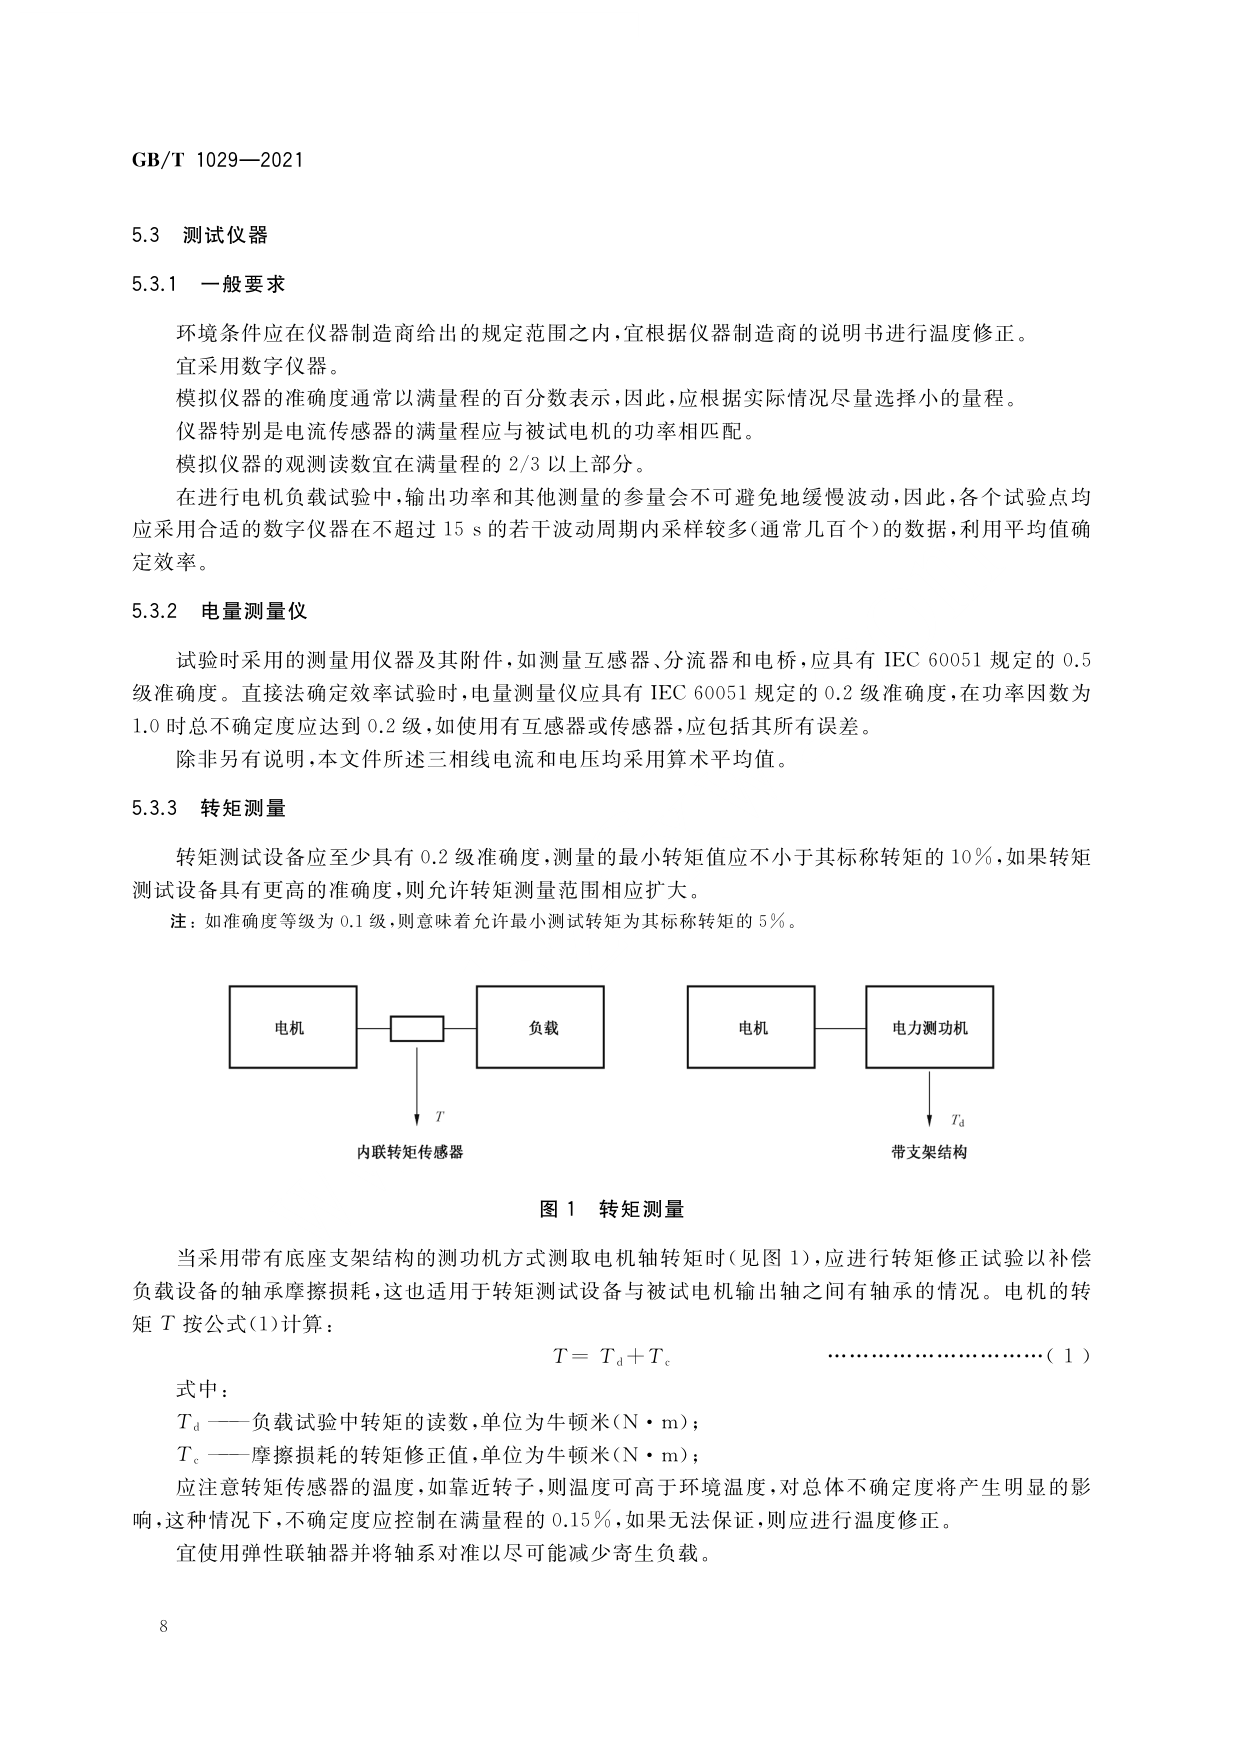 GB/T 1029—2021
5.3 测试仪器
5.3.1 一般要求
环境条件应在仪器制造商给出的规定范围之内,宜根据仪器制造商的说明书进行温度修正。
宜采用数字仪器。
模拟仪器的准确度通常以满量程的百分数表示,因此,应根据实际情况尽量选择小的量程。
仪器特别是电流传感器的满量程应与被试电机的功率相匹配。
模拟仪器的观测读数宜在满量程的 2/3 以上部分。
在进行电机负载试验中,输出功率和其他测量的参量会不可避免地缓慢波动,因此,各个试验点均
应采用合适的数字仪器在不超过 15 s 的若干波动周期内采样较多(通常几百个)的数据,利用平均值确
定效率。
5.3.2 电量测量仪
试验时采用的测量用仪器及其附件,如测量互感器、分流器和电桥,应具有 IEC 60051 规定的 0.5
级准确度。直接法确定效率试验时,电量测量仪应具有 IEC 60051 规定的 0.2 级准确度,在功率因数为
1.0 时总不确定度应达到 0.2 级,如使用有互感器或传感器,应包括其所有误差。
除非另有说明,本文件所述三相线电流和电压均采用算术平均值。
5.3.3 转矩测量
转矩测试设备应至少具有 0.2 级准确度,测量的最小转矩值应不小于其标称转矩的 10%,如果转矩
测试设备具有更高的准确度,则允许转矩测量范围相应扩大。
注: 如准确度等级为 0.1 级,则意味着允许最小测试转矩为其标称转矩的 5%。
电机 负载 电机 电力测功机
T Td
内联转矩传感器 带支架结构
图 1 转矩测量
当采用带有底座支架结构的测功机方式测取电机轴转矩时(见图 1),应进行转矩修正试验以补偿
负载设备的轴承摩擦损耗,这也适用于转矩测试设备与被试电机输出轴之间有轴承的情况。电机的转
矩 T 按公式(1)计算:
T = Td + Tc …………………………( 1 )
式中:
Td ——负载试验中转矩的读数,单位为牛顿米(N·m);
Tc ——摩擦损耗的转矩修正值,单位为牛顿米(N·m);
应注意转矩传感器的温度,如靠近转子,则温度可高于环境温度,对总体不确定度将产生明显的影
响,这种情况下,不确定度应控制在满量程的 0.15%,如果无法保证,则应进行温度修正。
宜使用弹性联轴器并将轴系对准以尽可能减少寄生负载。
8